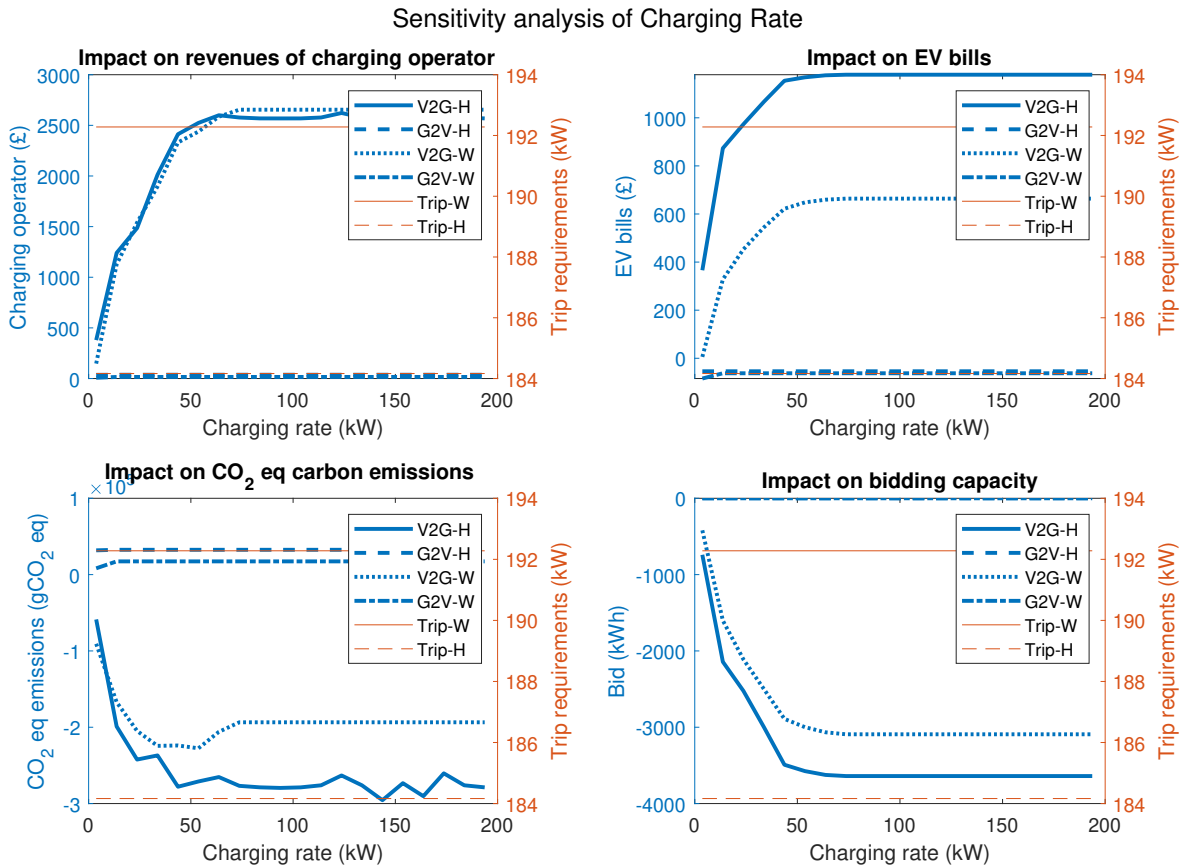 Sensitivity analysis of Charging Rate
Impact on revenues of charging operator
3000
2500
2000
1500
1000
500
0
Charging operator (£)
194
192
190
188
186
184
Trip requirements (kW)
V2G-H
G2V-H
V2G-W
G2V-W
Trip-W
Trip-H
0 50 100 150 200
Charging rate (kW)
Impact on EV bills
1000
800
600
400
200
0
EV bills (£)
194
192
190
188
186
184
Trip requirements (kW)
V2G-H
G2V-H
V2G-W
G2V-W
Trip-W
Trip-H
0 50 100 150 200
Charging rate (kW)
Impact on CO2 eq carbon emissions
1
0
-1
-2
-3
CO2 eq emissions (gCO2 eq)
194
192
190
188
186
184
Trip requirements (kW)
V2G-H
G2V-H
V2G-W
G2V-W
Trip-W
Trip-H
0 50 100 150 200
Charging rate (kW)
Impact on bidding capacity
0
-1000
-2000
-3000
-4000
Bid (kWh)
194
192
190
188
186
184
Trip requirements (kW)
V2G-H
G2V-H
V2G-W
G2V-W
Trip-W
Trip-H
0 50 100 150 200
Charging rate (kW)